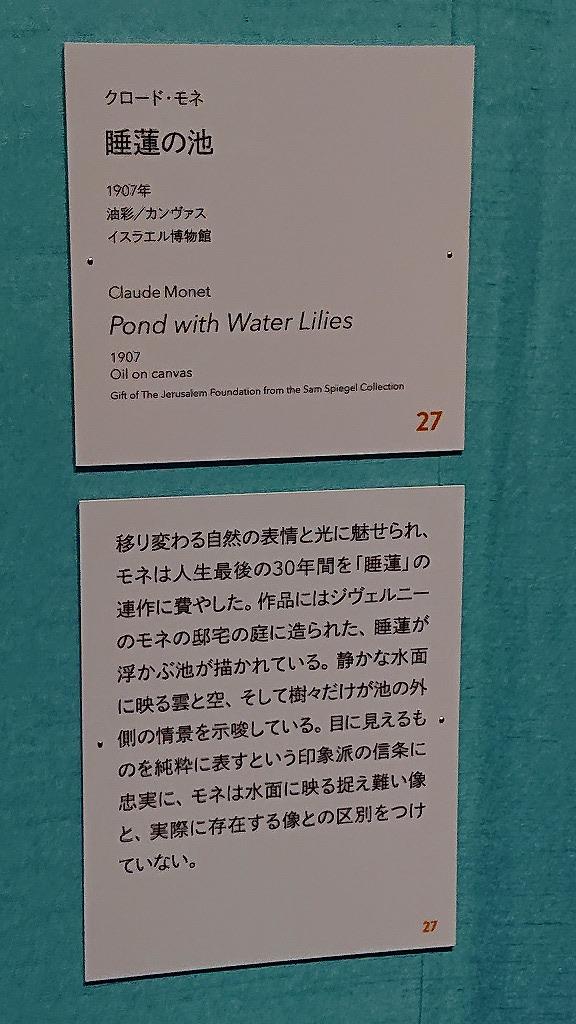 クロード・モネ
睡蓮の池
1907年
油彩／カンヴァス
イスラエル博物館
Claude Monet
Pond with Water Lilies
1907
Oil on canvas
Gift of The Jerusalem Foundation from the Sam Spiegel Collection
27
移り変わる自然の表情と光に魅せられ、
モネは人生最後の30年間を「睡蓮」の
連作に費やした。作品にはジヴェルニー
のモネの邸宅の庭に造られた、睡蓮が
浮かぶ池が描かれている。静かな水面
に映る雲と空、そして樹々だけが池の外
側の情景を示唆している。目に見えるも
のを純粋に表すという印象派の信条に
忠実に、モネは水面に映る捉え難い像
と、実際に存在する像との区別をつけ
ていない。
27